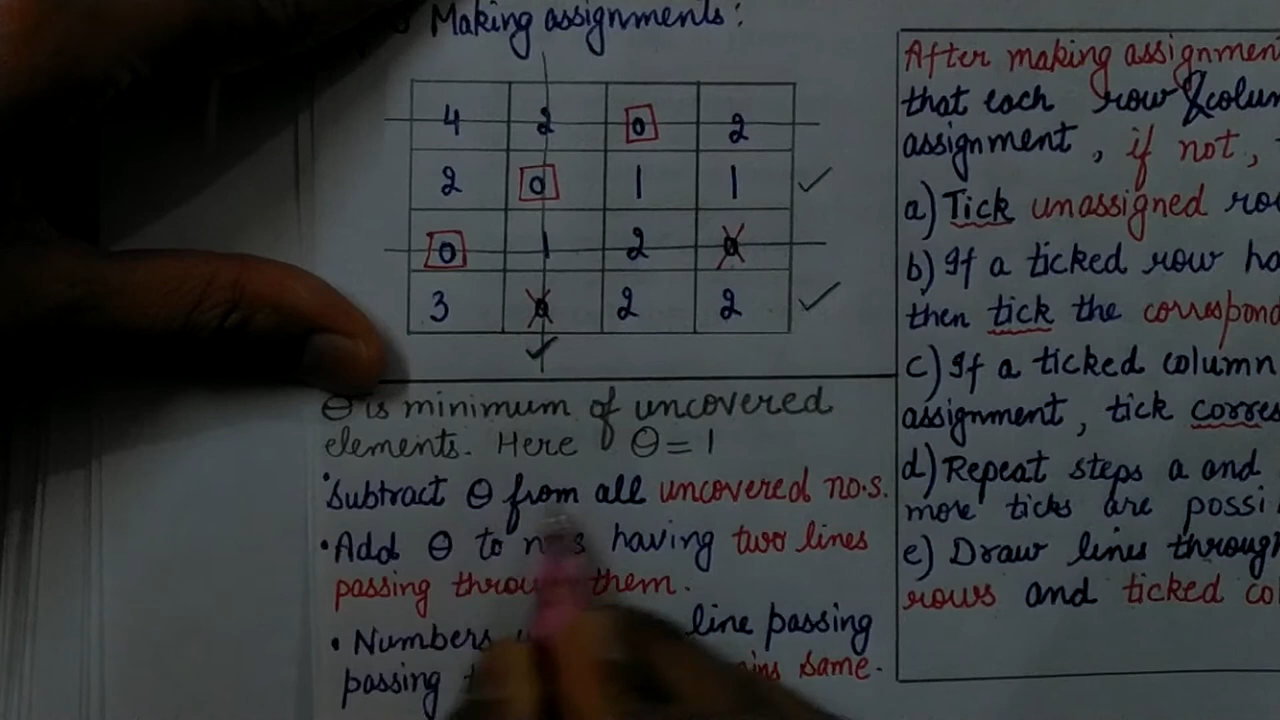 Making assignments:
4 2 0 2
2 0 1 1 ✓
0 1 2 0
3 0 2 2 ✓
✓
θ is minimum of uncovered
elements. Here θ = 1
•Subtract θ from all uncovered no.s.
•Add θ to having two lines
passing them.
• Numbers line passing
passing same.
After making assignment
that each row & colum
assignment, if not,
a) Tick unassigned ro
b) If a ticked row ha
then tick the correspond
c) If a ticked column
assignment, tick corres
d) Repeat steps a and
more ticks are possi
e) Draw lines throug
rows and ticked co